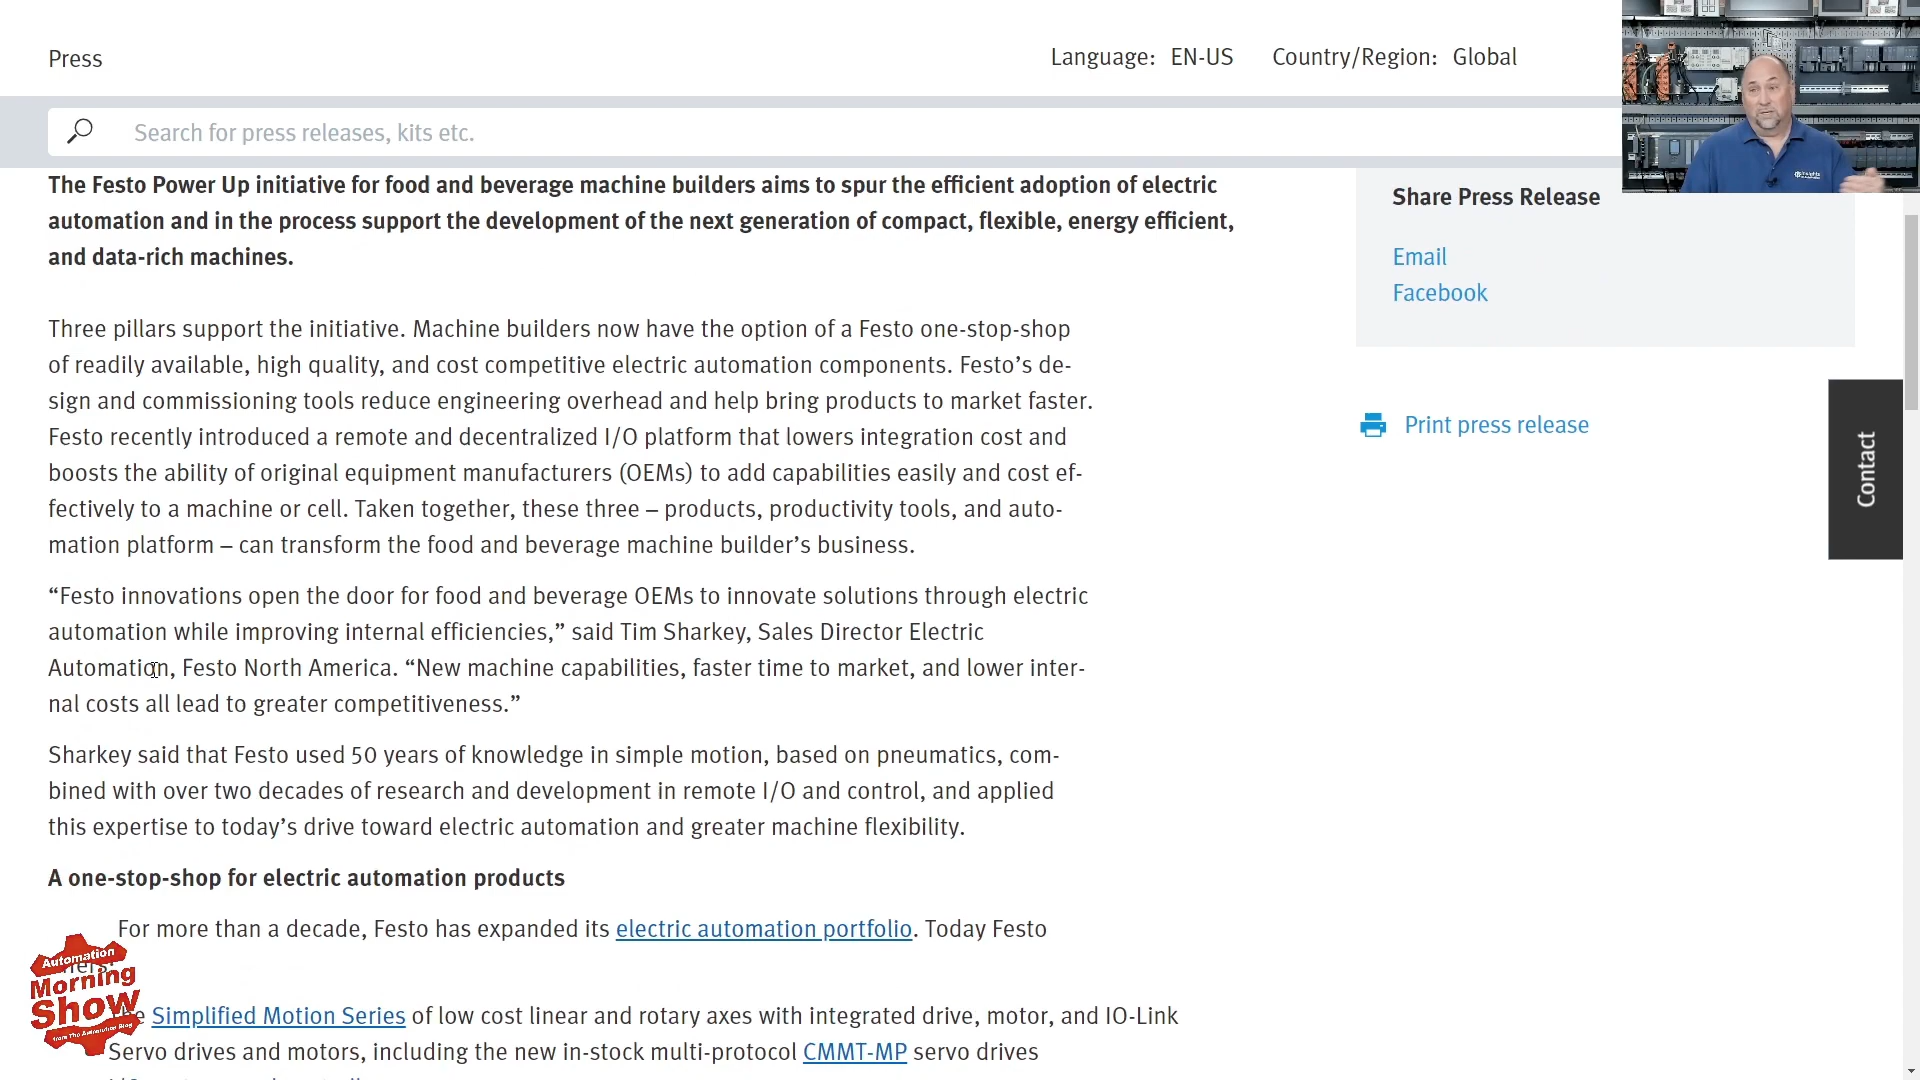 Press
Language: EN-US Country/Region: Global
Search for press releases, kits etc.
The Festo Power Up initiative for food and beverage machine builders aims to spur the efficient adoption of electric
automation and in the process support the development of the next generation of compact, flexible, energy efficient,
and data-rich machines.
Share Press Release
Email
Facebook
Print press release
Contact
Three pillars support the initiative. Machine builders now have the option of a Festo one-stop-shop
of readily available, high quality, and cost competitive electric automation components. Festo’s de-
sign and commissioning tools reduce engineering overhead and help bring products to market faster.
Festo recently introduced a remote and decentralized I/O platform that lowers integration cost and
boosts the ability of original equipment manufacturers (OEMs) to add capabilities easily and cost ef-
fectively to a machine or cell. Taken together, these three – products, productivity tools, and auto-
mation platform – can transform the food and beverage machine builder’s business.
“Festo innovations open the door for food and beverage OEMs to innovate solutions through electric
automation while improving internal efficiencies,” said Tim Sharkey, Sales Director Electric
Automation, Festo North America. “New machine capabilities, faster time to market, and lower inter-
nal costs all lead to greater competitiveness.”
Sharkey said that Festo used 50 years of knowledge in simple motion, based on pneumatics, com-
bined with over two decades of research and development in remote I/O and control, and applied
this expertise to today’s drive toward electric automation and greater machine flexibility.
A one-stop-shop for electric automation products
For more than a decade, Festo has expanded its electric automation portfolio. Today Festo
Simplified Motion Series of low cost linear and rotary axes with integrated drive, motor, and IO-Link
Servo drives and motors, including the new in-stock multi-protocol CMMT-MP servo drives
Automation
Morning
Show
from The Automation Blog